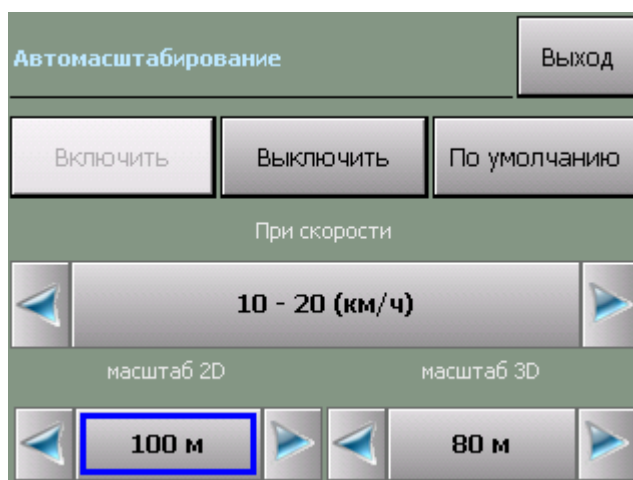 Автомасштабирование
Выход
Включить
Выключить
По умолчанию
При скорости
10 - 20 (км/ч)
масштаб 2D
масштаб 3D
100 м
80 м